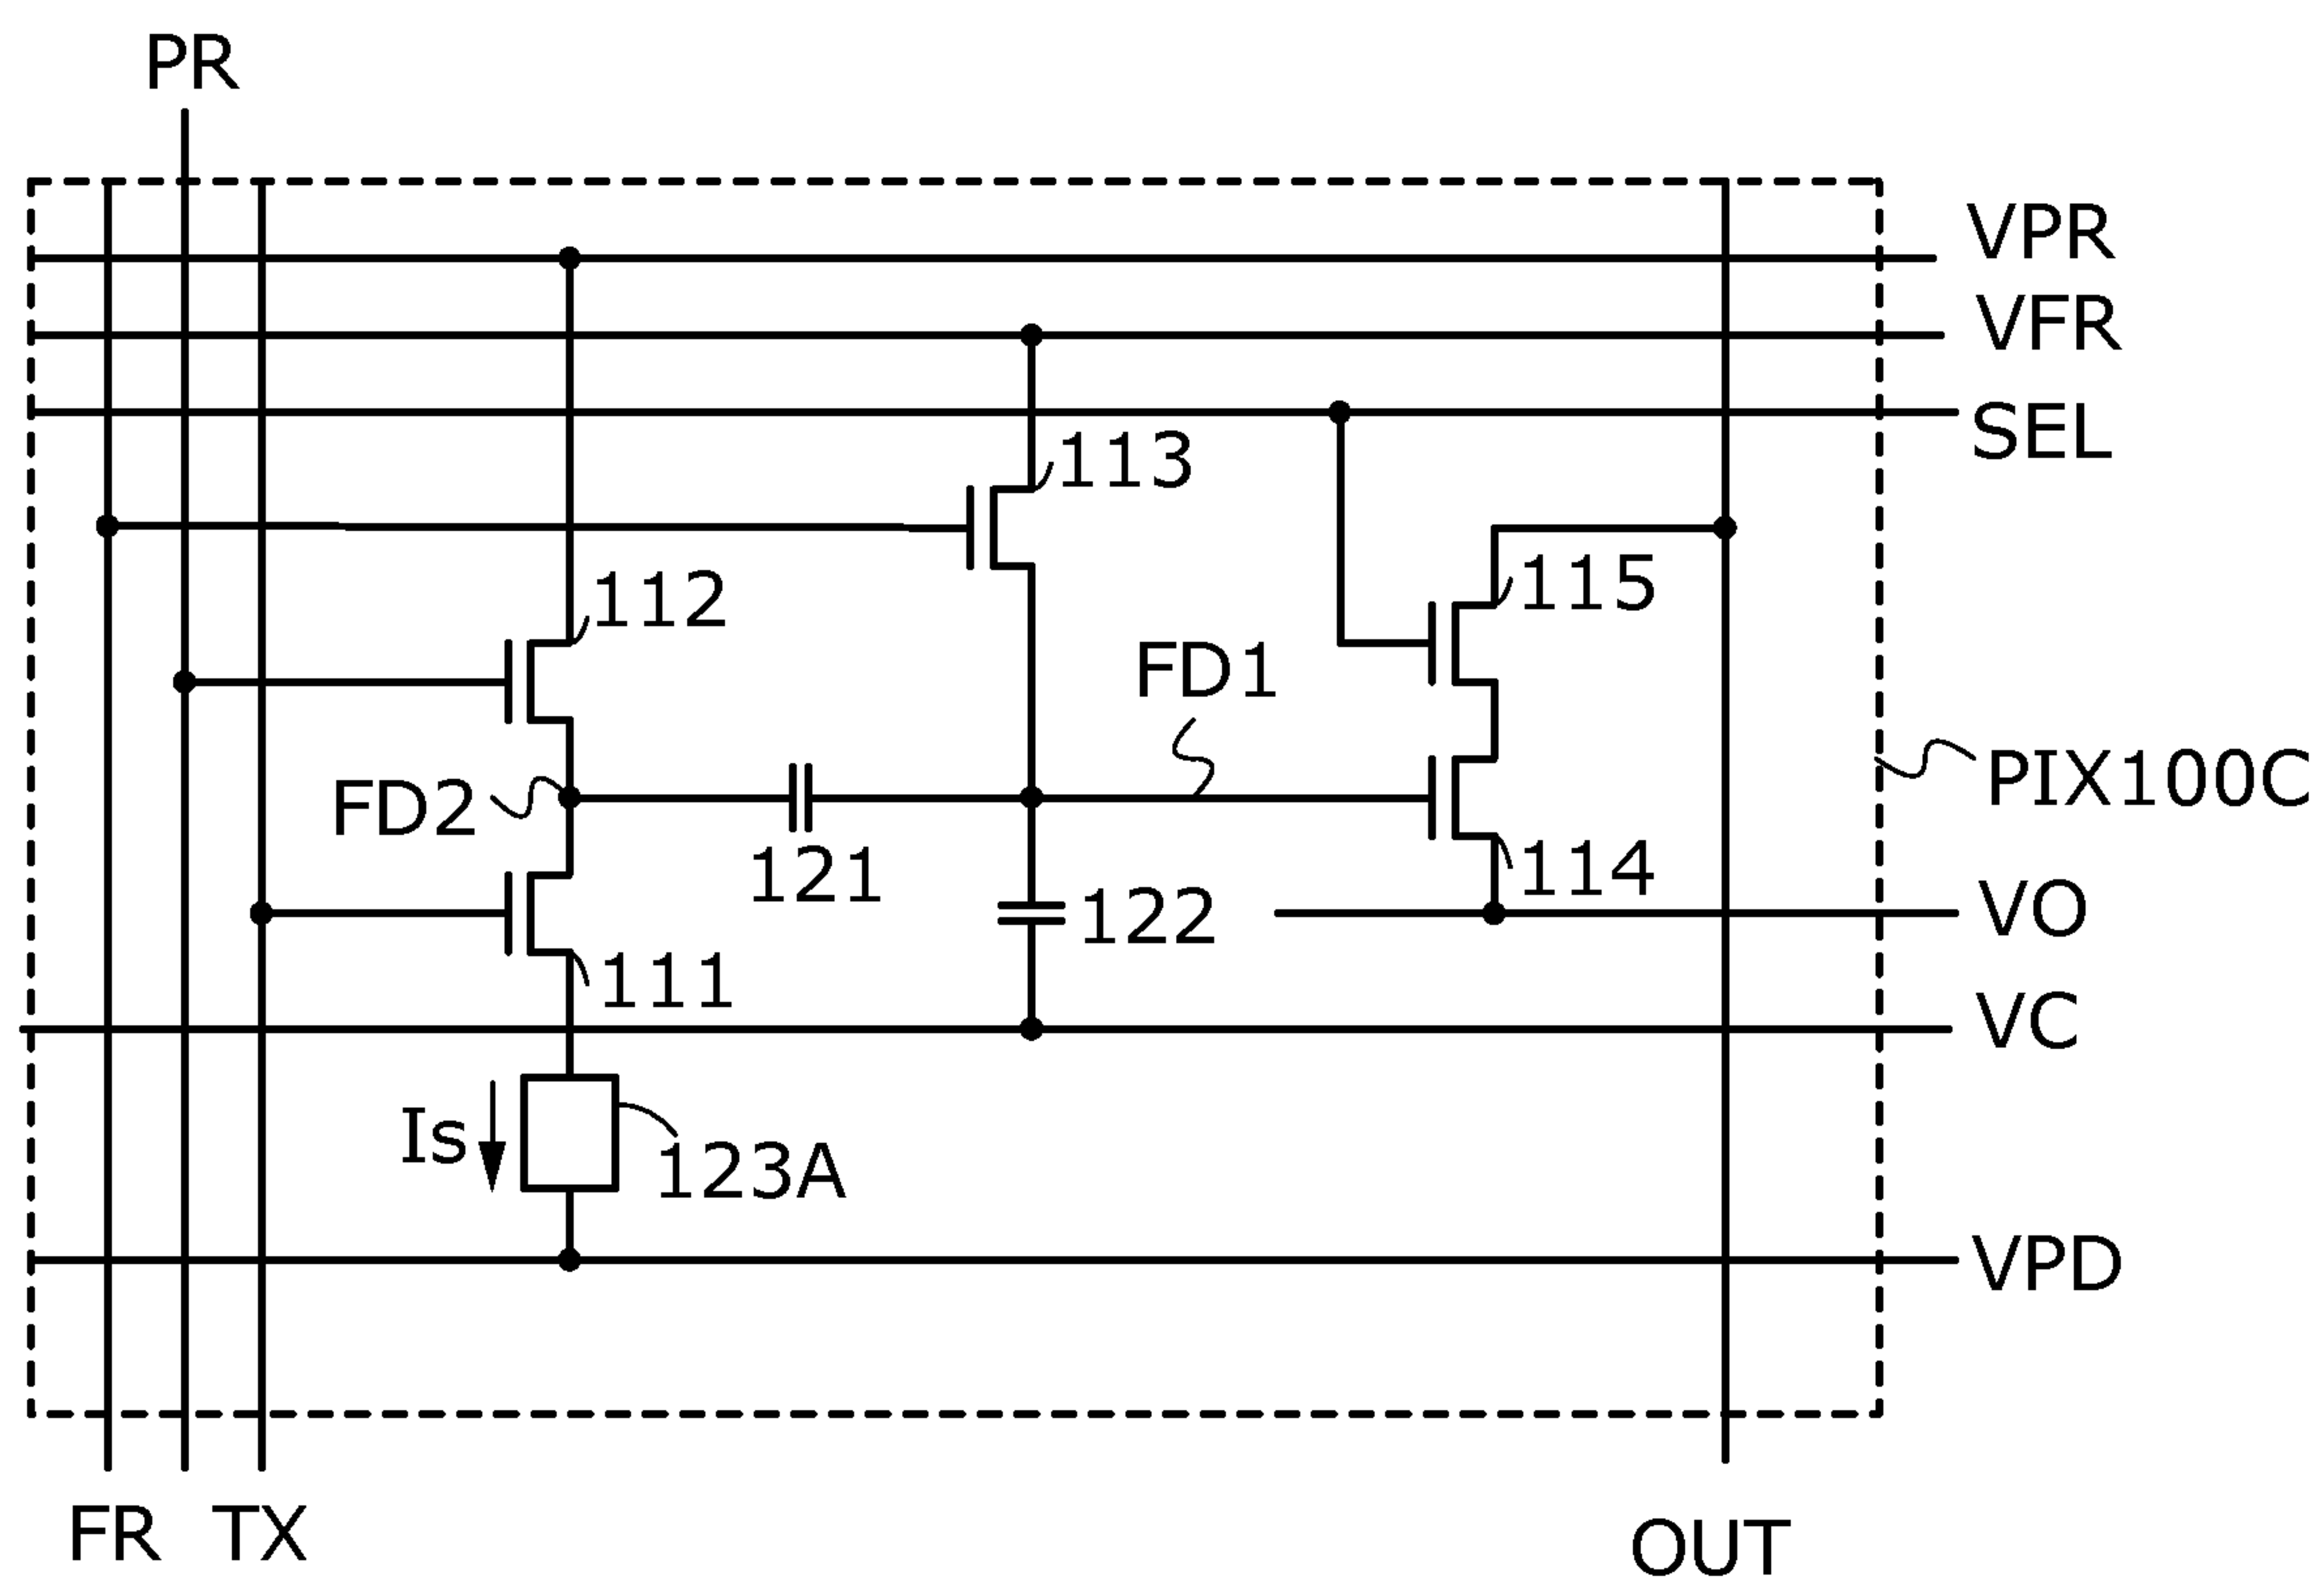 PR
VPR
VFR
SEL
113
112
115
FD1
FD2
PIX100C
121
114
122
VO
111
VC
Is
123A
VPD
FR
TX
OUT